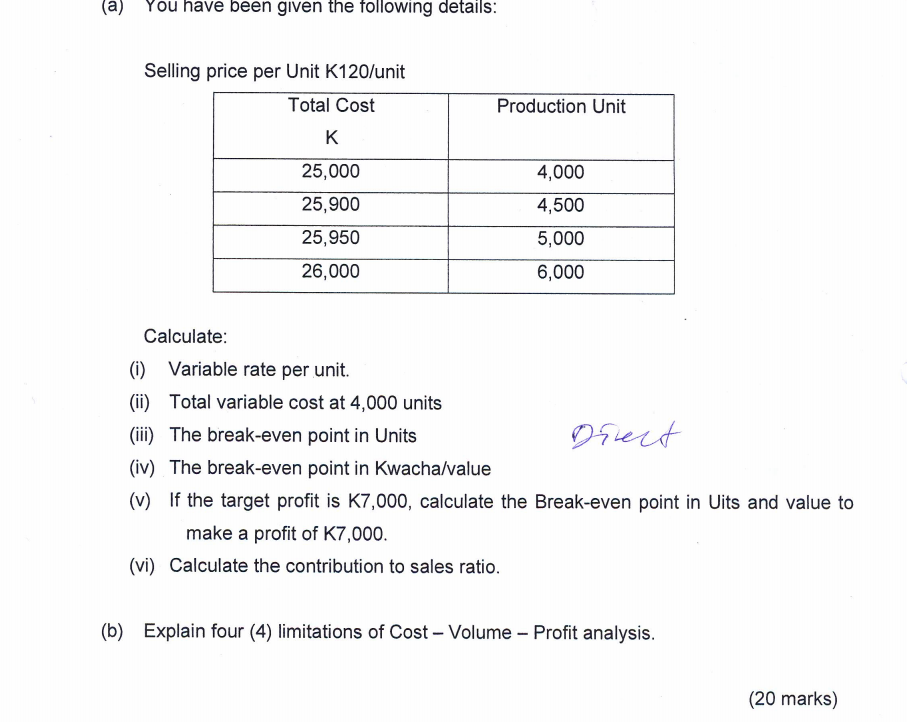 (a) You have been given the following details:
Selling price per Unit K120/unit
Total Cost Production Unit
K
25,000 4,000
25,900 4,500
25,950 5,000
26,000 6,000
Calculate:
(i) Variable rate per unit.
(ii) Total variable cost at 4,000 units
(iii) The break-even point in Units
Direct
(iv) The break-even point in Kwacha/value
(v) If the target profit is K7,000, calculate the Break-even point in Uits and value to
make a profit of K7,000.
(vi) Calculate the contribution to sales ratio.
(b) Explain four (4) limitations of Cost – Volume – Profit analysis.
(20 marks)